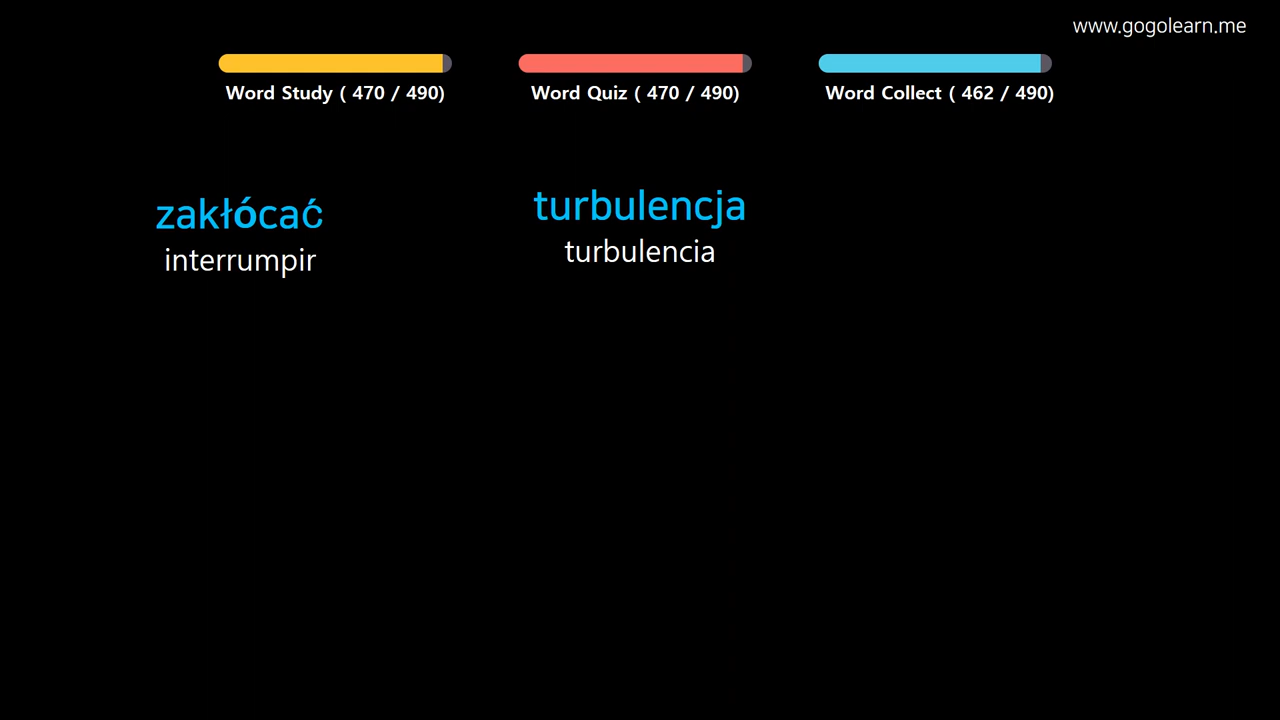 www.gogolearn.me
Word Study ( 470 / 490)
Word Quiz ( 470 / 490)
Word Collect ( 462 / 490)
zakłócać
interrumpir
turbulencja
turbulencia